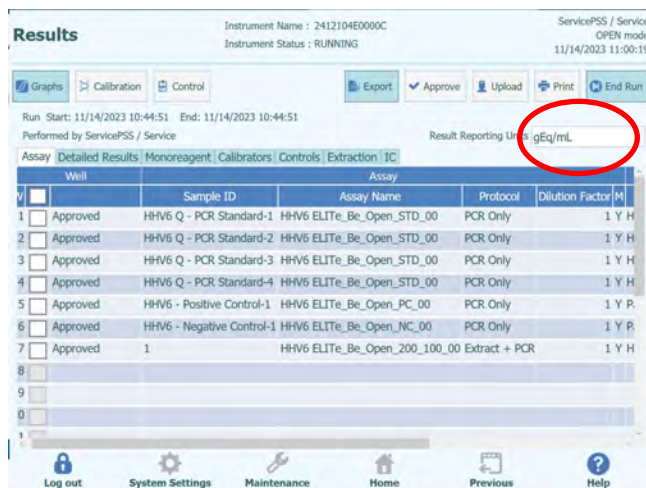 Results
Instrument Name : 2412104E0000C
Instrument Status : RUNNING
ServicePSS / Service
OPEN mode
11/14/2023 11:00:19
Graphs Calibration Control Export Approve Upload Print End Run
Run Start: 11/14/2023 10:44:51 End: 11/14/2023 10:44:51
Performed by ServicePSS / Service
Result Reporting Units gEq/mL
Assay Detailed Results Monoreagent Calibrators Controls Extraction IC
Well Assay
Sample ID Assay Name Protocol Dilution Factor M
1 Approved HHV6 Q - PCR Standard-1 HHV6 ELITe_Be_Open_STD_00 PCR Only 1 Y H
2 Approved HHV6 Q - PCR Standard-2 HHV6 ELITe_Be_Open_STD_00 PCR Only 1 Y H
3 Approved HHV6 Q - PCR Standard-3 HHV6 ELITe_Be_Open_STD_00 PCR Only 1 Y H
4 Approved HHV6 Q - PCR Standard-4 HHV6 ELITe_Be_Open_STD_00 PCR Only 1 Y H
5 Approved HHV6 - Positive Control-1 HHV6 ELITe_Be_Open_PC_00 PCR Only 1 Y P.
6 Approved HHV6 - Negative Control-1 HHV6 ELITe_Be_Open_NC_00 PCR Only 1 Y P.
7 Approved 1 HHV6 ELITe_Be_Open_200_100_00 Extract + PCR 1 Y H
8
9
0
1
Log out System Settings Maintenance Home Previous Help